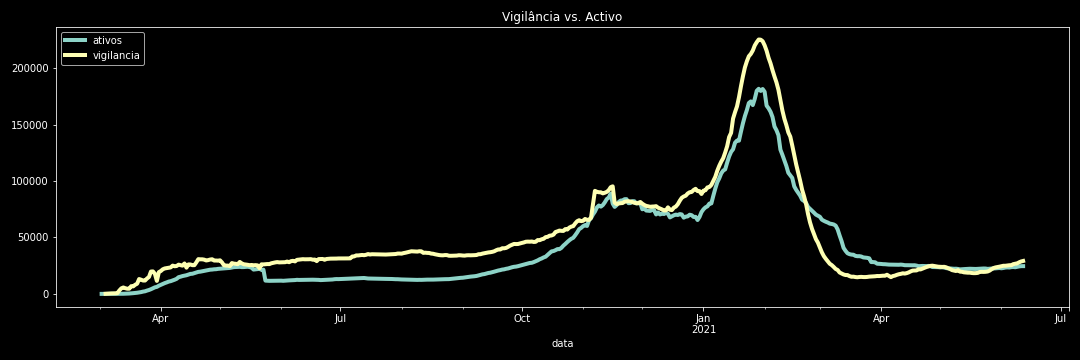 Vigilância vs. Activo
ativos
vigilancia
200000
150000
100000
50000
0
Apr
Jul
Oct
Jan
2021
Apr
Jul
data